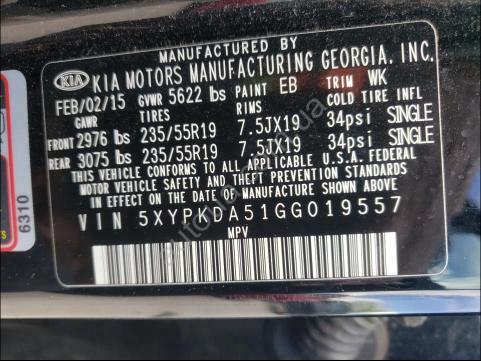 MANUFACTURED BY
KIA KIA MOTORS MANUFACTURING GEORGIA, INC.
FEB/02/15 GVWR 5622 lbs PAINT EB TRIM WK
GAWR TIRES RIMS COLD TIRE INFL
FRONT 2976 lbs 235/55R19 7.5JX19 34psi SINGLE
REAR 3075 lbs 235/55R19 7.5JX19 34psi SINGLE
THIS VEHICLE CONFORMS TO ALL APPLICABLE U.S.A. FEDERAL
MOTOR VEHICLE SAFETY AND THEFT PREVENTION STANDARDS
IN EFFECT ON THE DATE OF MANUFACTURE SHOWN ABOVE.
VIN 5XYPKDA51GG019557
MPV
6310